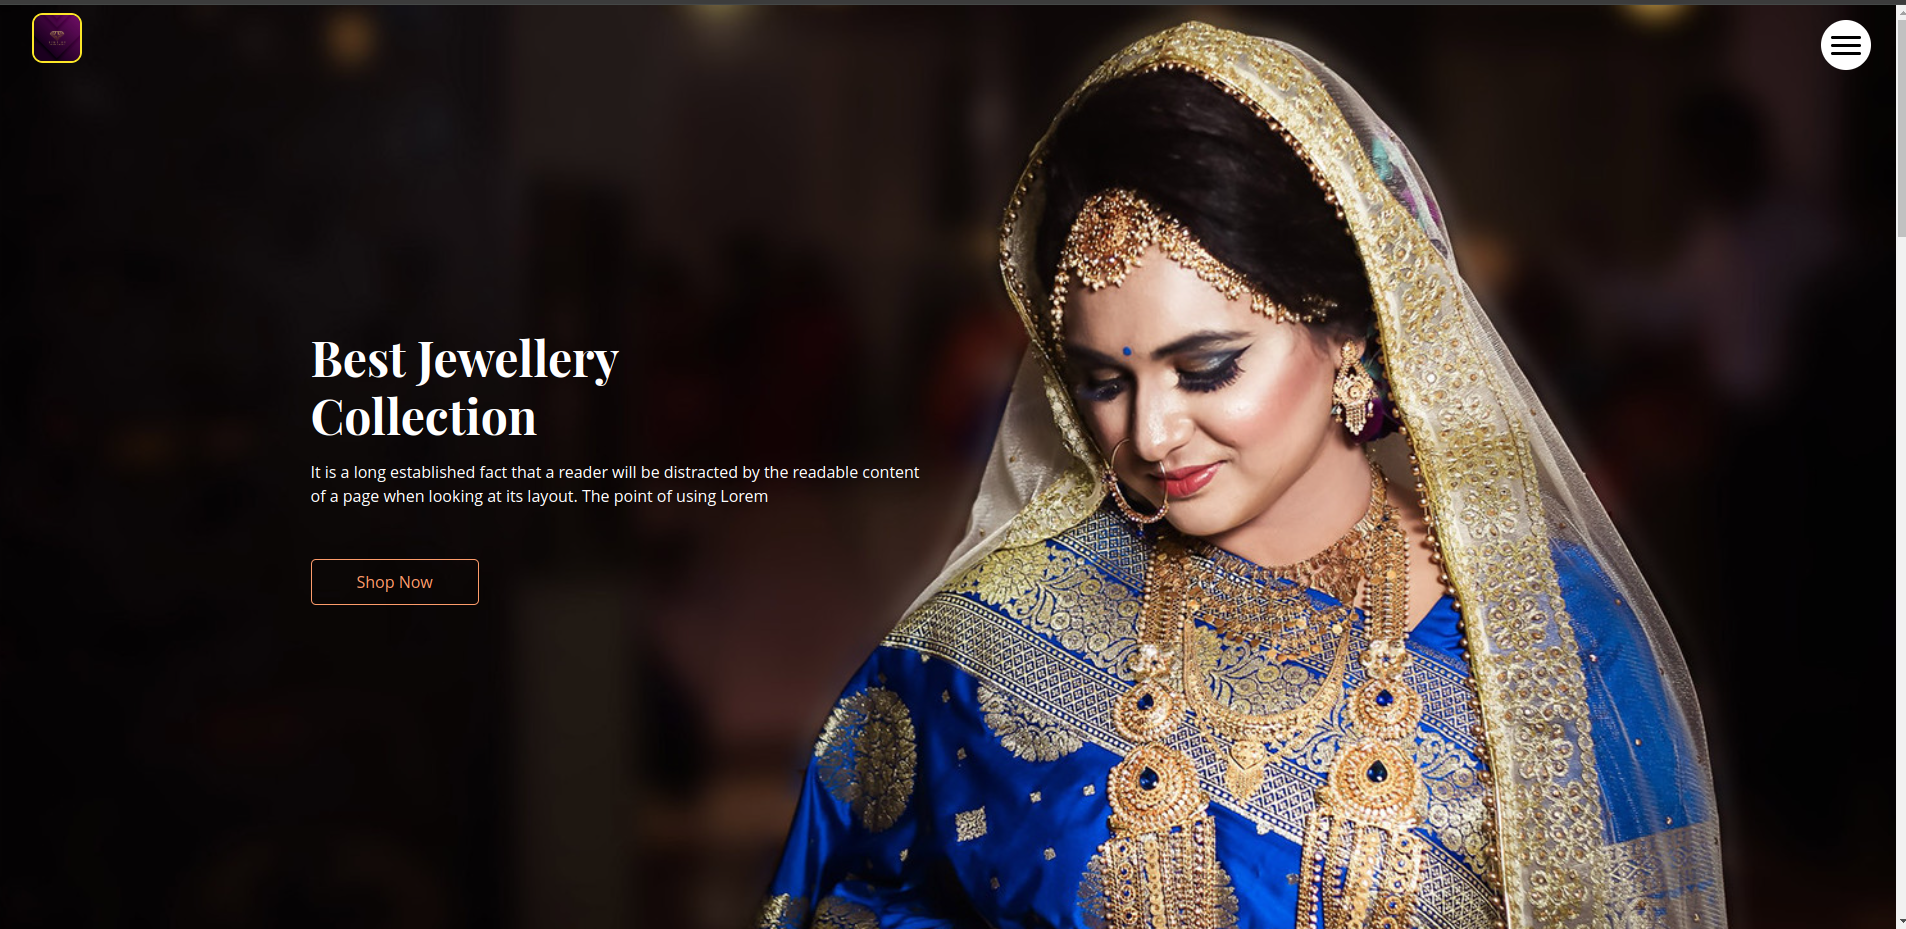 Best Jewellery
Collection
It is a long established fact that a reader will be distracted by the readable content
of a page when looking at its layout. The point of using Lorem
Shop Now